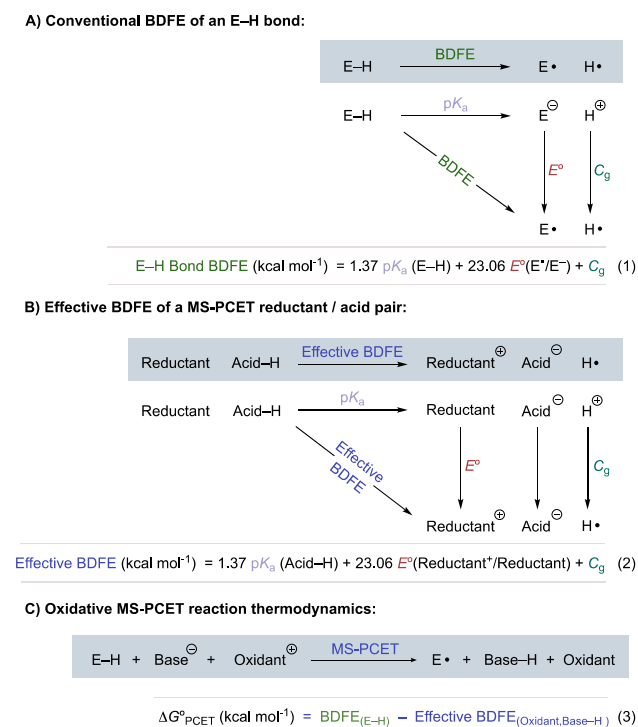 A) Conventional BDFE of an E–H bond:
BDFE
E–H E• H•
pKa
E–H E⊖ H⊕
BDFE
E° Cg
E• H•
E–H Bond BDFE (kcal mol⁻¹) = 1.37 pKa (E–H) + 23.06 E°(E•/E⁻) + Cg (1)
B) Effective BDFE of a MS-PCET reductant / acid pair:
Effective BDFE
Reductant Acid–H Reductant⊕ Acid⊖ H•
pKa
Reductant Acid–H Reductant Acid⊖ H⊕
Effective
BDFE
E° Cg
Reductant⊕ Acid⊖ H•
Effective BDFE (kcal mol⁻¹) = 1.37 pKa (Acid–H) + 23.06 E°(Reductant⁺/Reductant) + Cg (2)
C) Oxidative MS-PCET reaction thermodynamics:
MS-PCET
E–H + Base⊖ + Oxidant⊕ E• + Base–H + Oxidant
ΔG°PCET (kcal mol⁻¹) = BDFE(E–H) – Effective BDFE(Oxidant,Base–H ) (3)